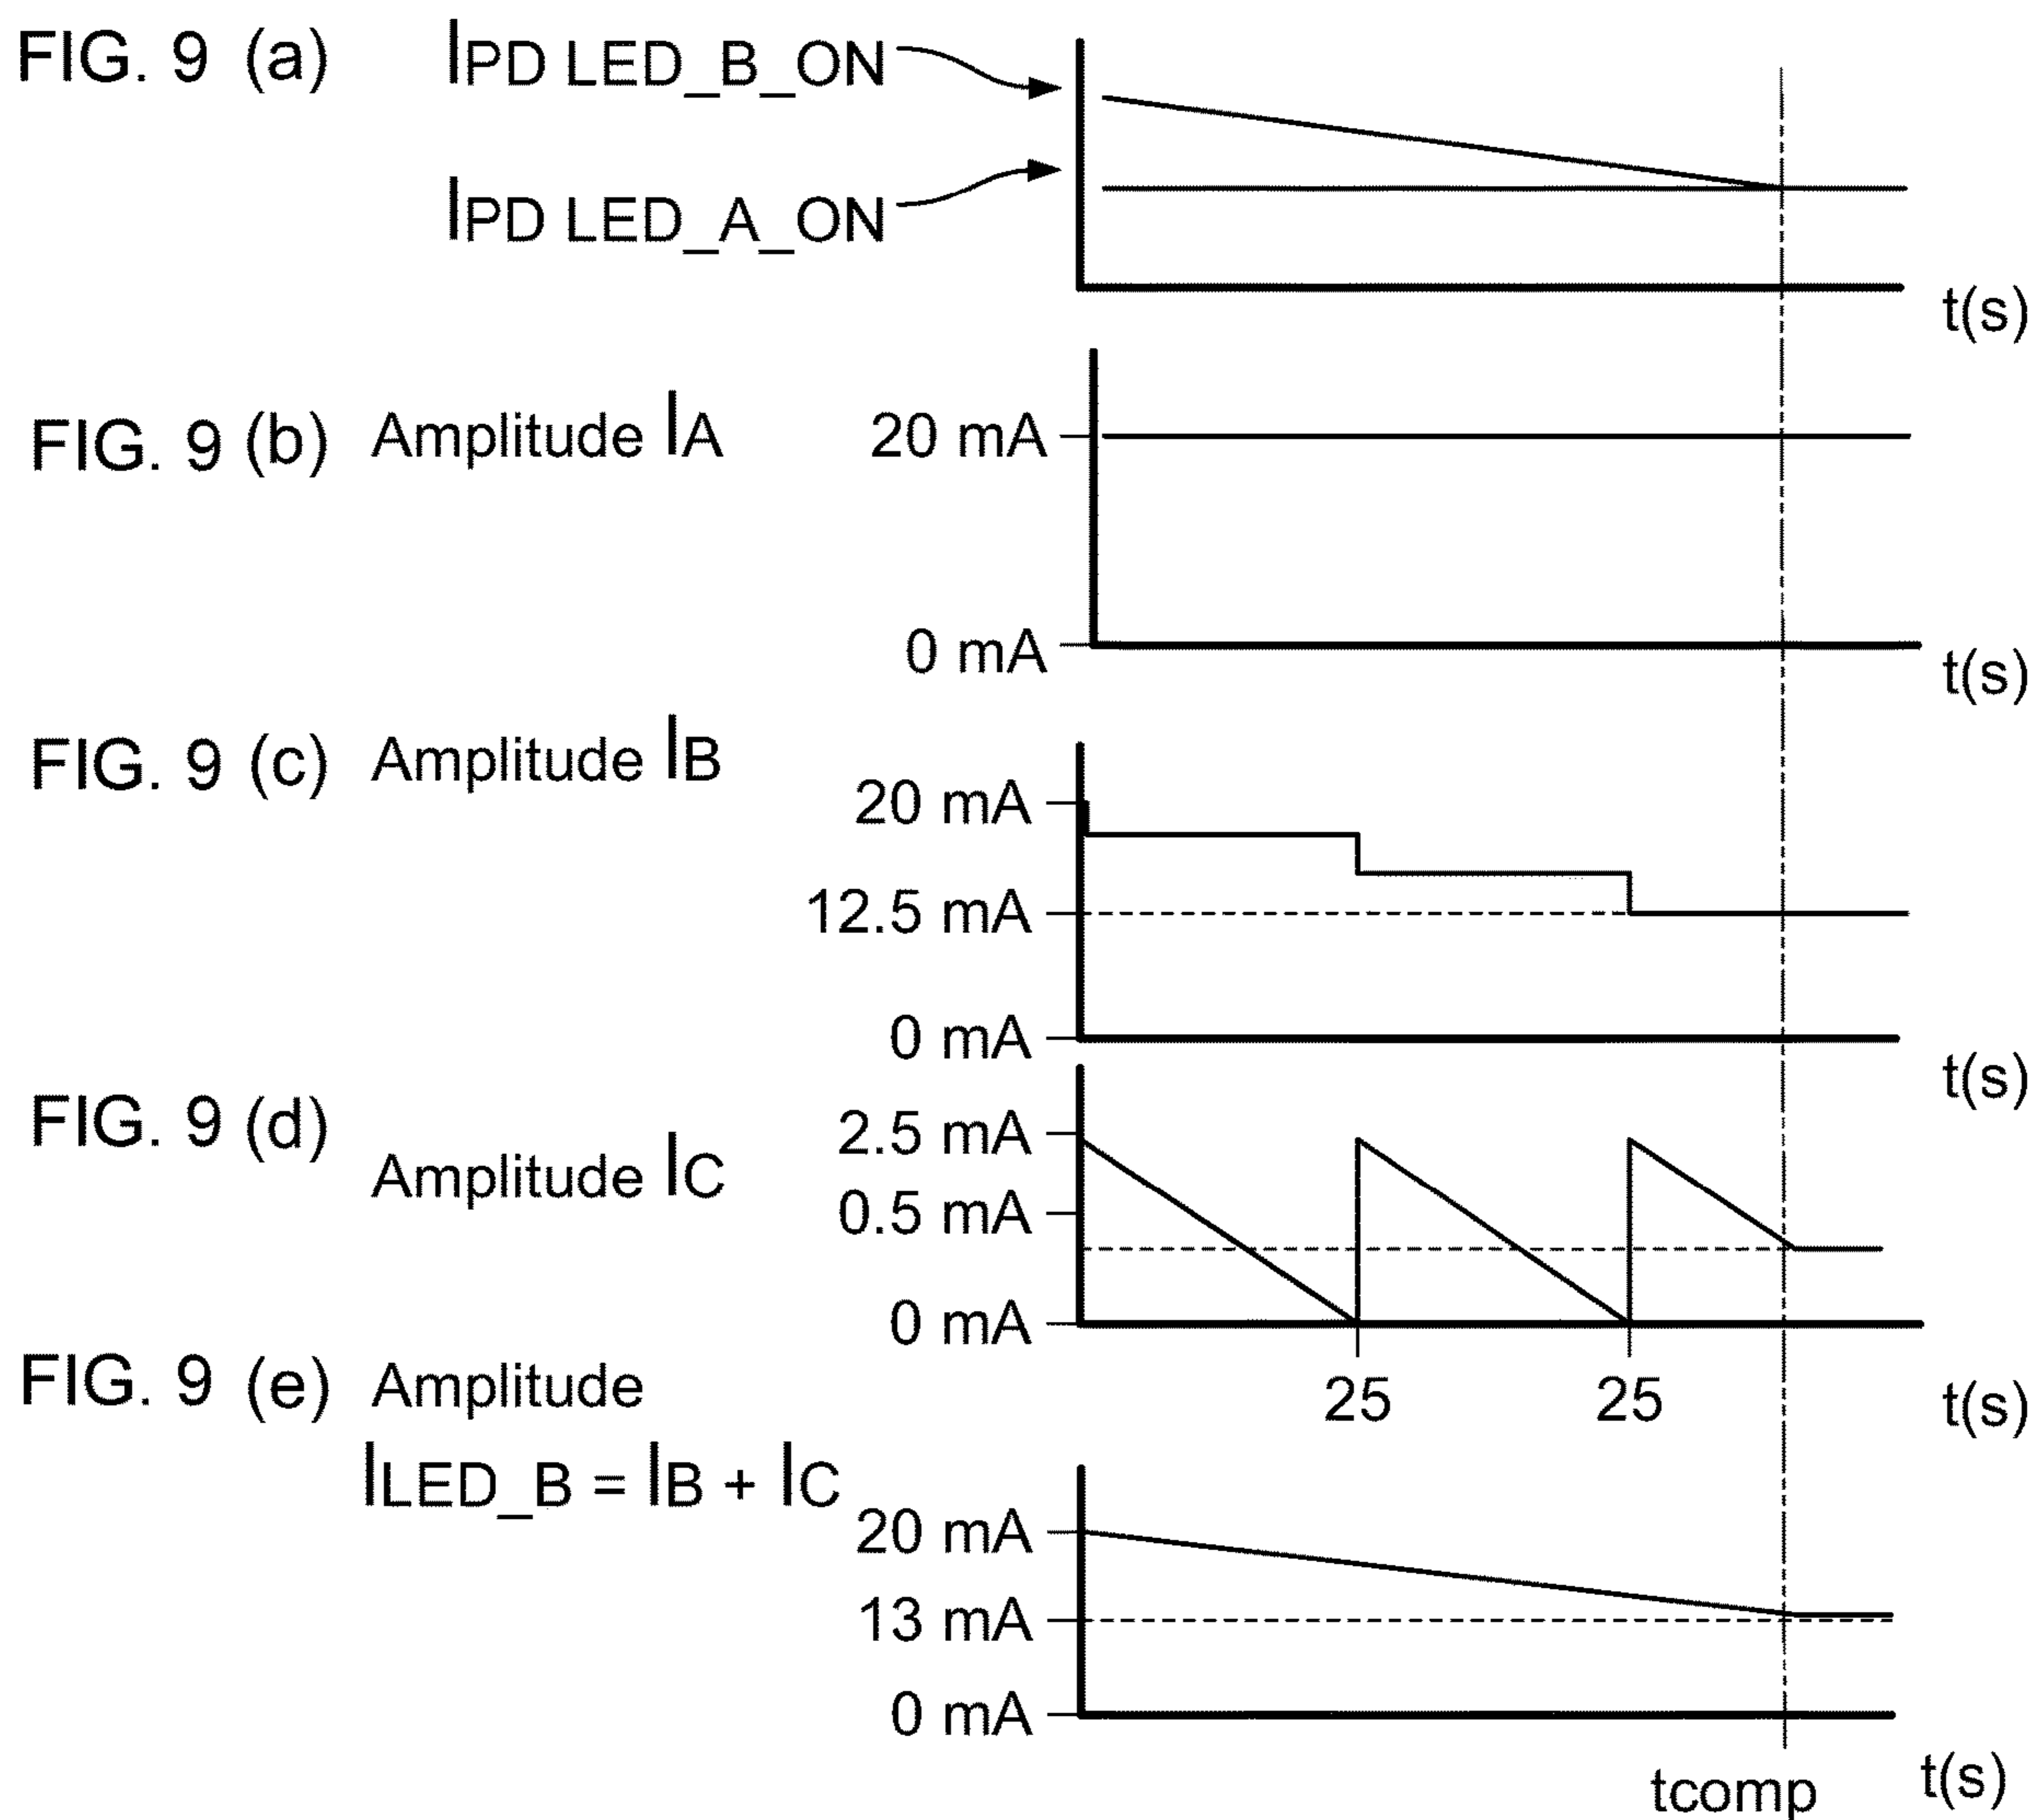 FIG. 9 (a)
IPD LED_B_ON
IPD LED_A_ON
t(s)
FIG. 9 (b) Amplitude IA
20 mA
0 mA
t(s)
FIG. 9 (c) Amplitude IB
20 mA
12.5 mA
0 mA
t(s)
FIG. 9 (d)
Amplitude IC
2.5 mA
0.5 mA
0 mA
25 25
t(s)
FIG. 9 (e) Amplitude
ILED_B = IB + IC
20 mA
13 mA
0 mA
tcomp
t(s)